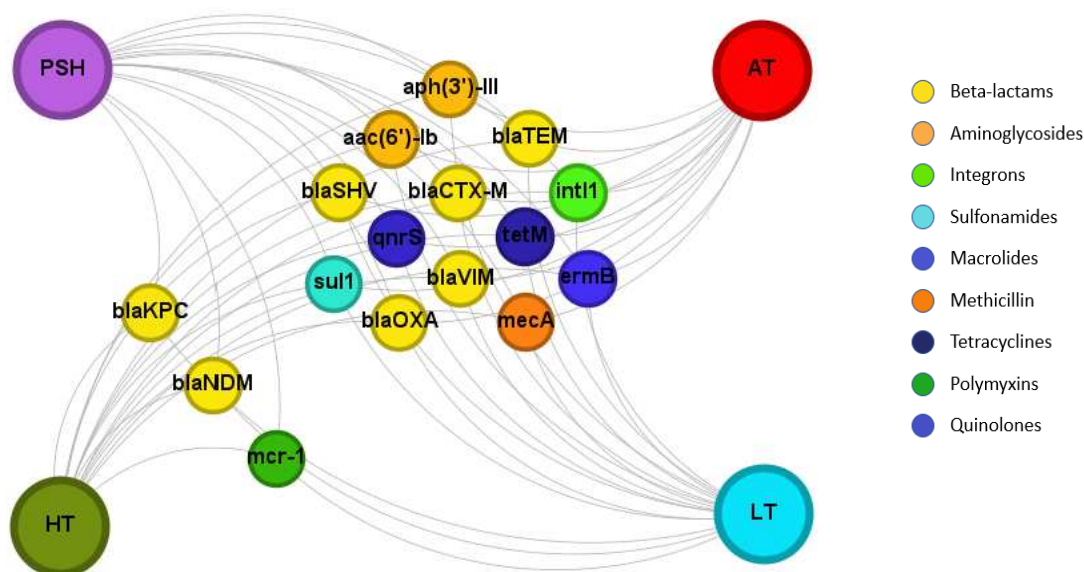 PSH
AT
aph(3')-III
aac(6')-Ib
blaTEM
blaSHV
blaCTX-M
intI1
qnrS
tetM
sul1
blaVIM
ermB
blaKPC
blaOXA
mecA
blaNDM
mcr-1
HT
LT
Beta-lactams
Aminoglycosides
Integrons
Sulfonamides
Macrolides
Methicillin
Tetracyclines
Polymyxins
Quinolones